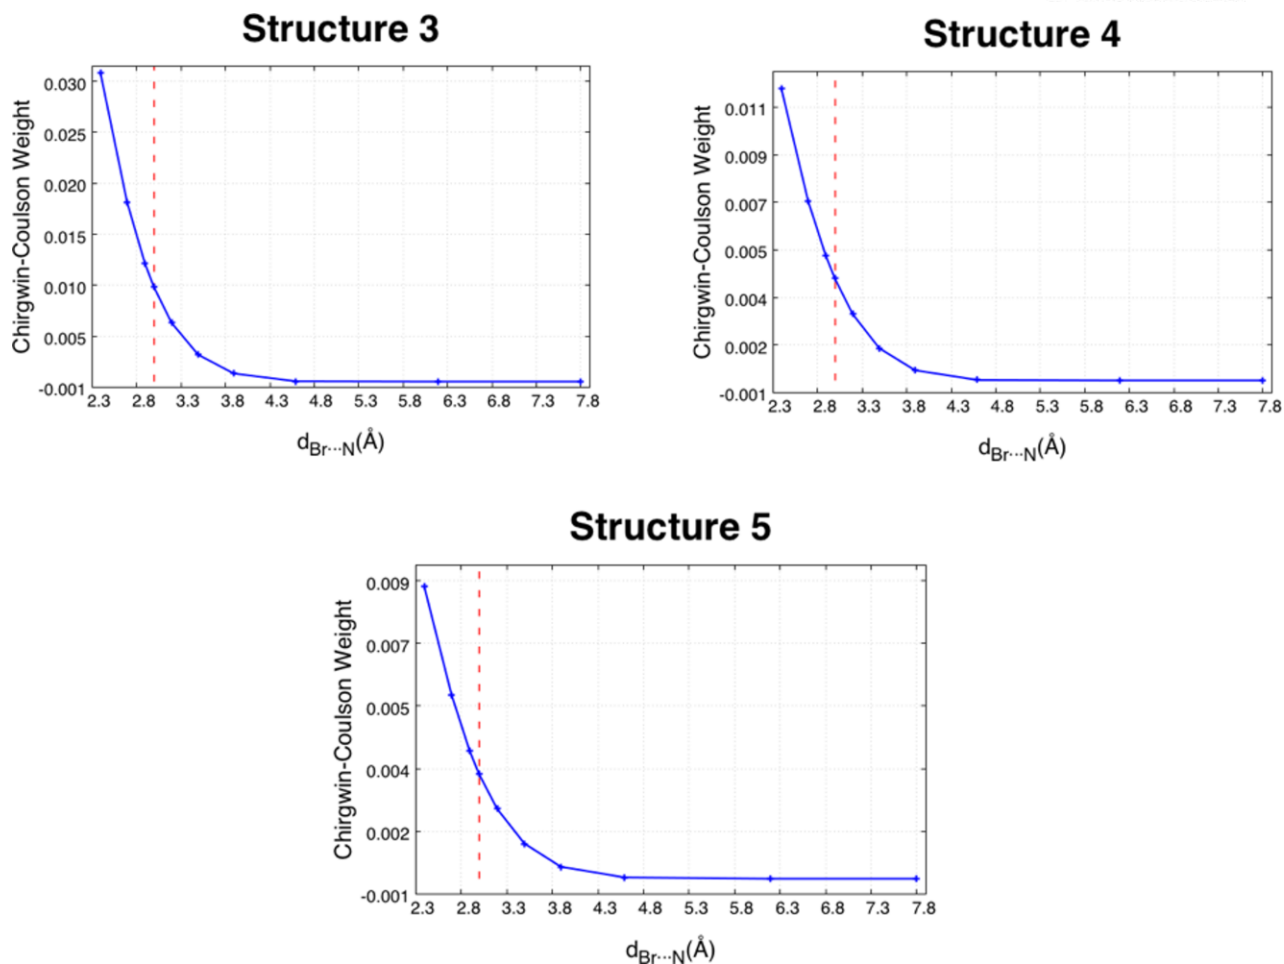 Structure 3
Chirgwin-Coulson Weight
0.030
0.025
0.020
0.015
0.010
0.005
-0.001
2.3 2.8 3.3 3.8 4.3 4.8 5.3 5.8 6.3 6.8 7.3 7.8
dBr···N(Å)
Structure 4
Chirgwin-Coulson Weight
0.011
0.009
0.007
0.005
0.004
0.002
-0.001
2.3 2.8 3.3 3.8 4.3 4.8 5.3 5.8 6.3 6.8 7.3 7.8
dBr···N(Å)
Structure 5
Chirgwin-Coulson Weight
0.009
0.007
0.005
0.004
0.002
-0.001
2.3 2.8 3.3 3.8 4.3 4.8 5.3 5.8 6.3 6.8 7.3 7.8
dBr···N(Å)